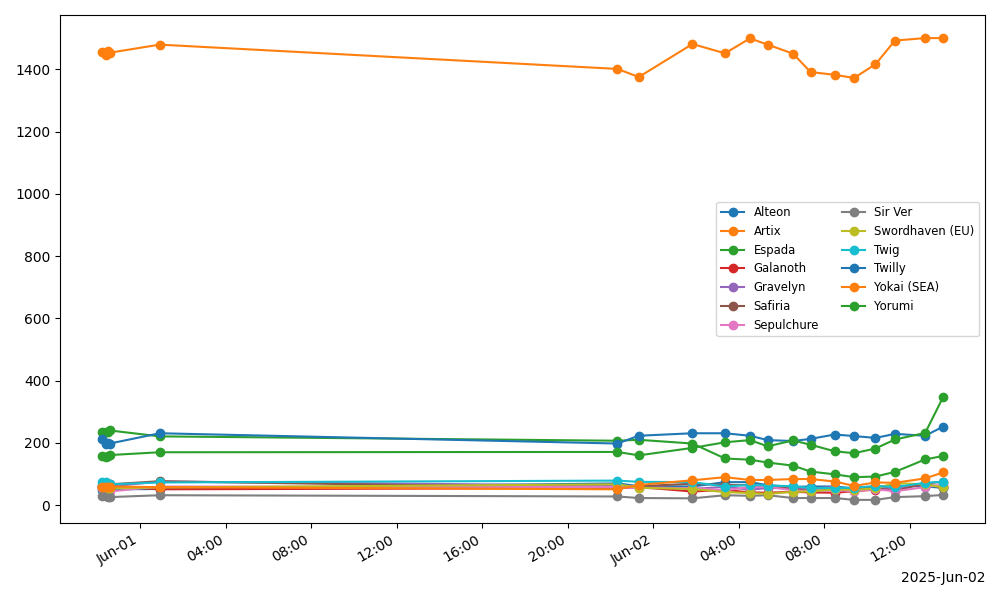 1400
1200
1000
800
600
400
200
0
Alteon
Artix
Espada
Galanoth
Gravelyn
Safiria
Sepulchure
Sir Ver
Swordhaven (EU)
Twig
Twilly
Yokai (SEA)
Yorumi
Jun-01
04:00
08:00
12:00
16:00
20:00
Jun-02
04:00
08:00
12:00
2025-Jun-02